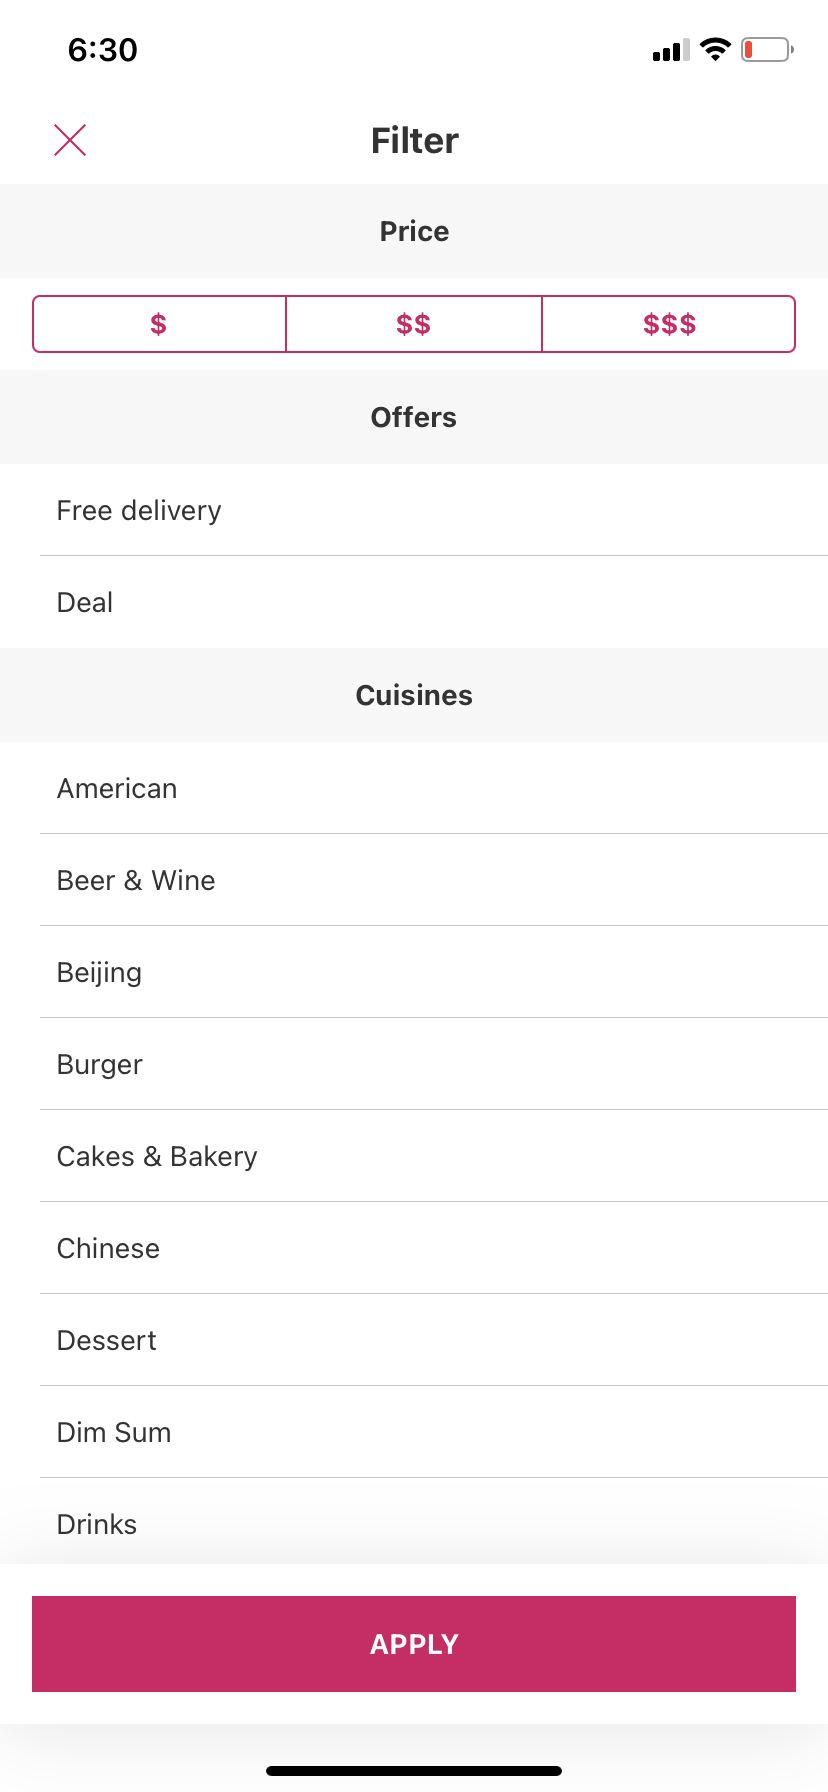 6:30
Filter
Price
$ $$ $$$
Offers
Free delivery
Deal
Cuisines
American
Beer & Wine
Beijing
Burger
Cakes & Bakery
Chinese
Dessert
Dim Sum
Drinks
APPLY